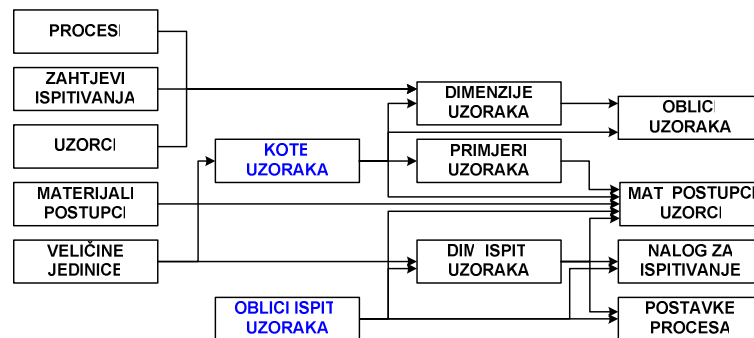 PROCESI
ZAHTJEVI
ISPITIVANJA
UZORCI
MATERIJALI
POSTUPCI
VELIČINE
JEDINICE
KOTE
UZORAKA
OBLICI ISPIT
UZORAKA
DIMENZIJE
UZORAKA
PRIMJERI
UZORAKA
DIM ISPIT
UZORAKA
OBLICI
UZORAKA
MAT POSTUPCI
UZORCI
NALOG ZA
ISPITIVANJE
POSTAVKE
PROCESA